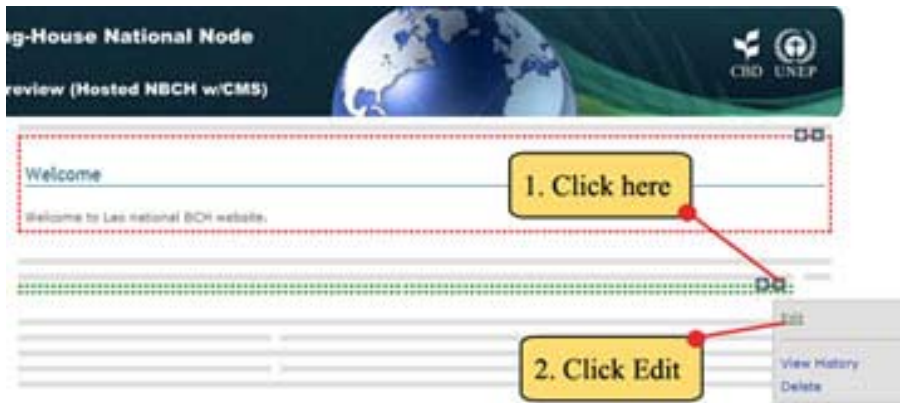 ng-House National Node
CBD UNEP
review (Hosted NBCH w/CMS)
Welcome
1. Click here
Welcome to Lao national BCH website.
Edit
2. Click Edit
View History
Delete